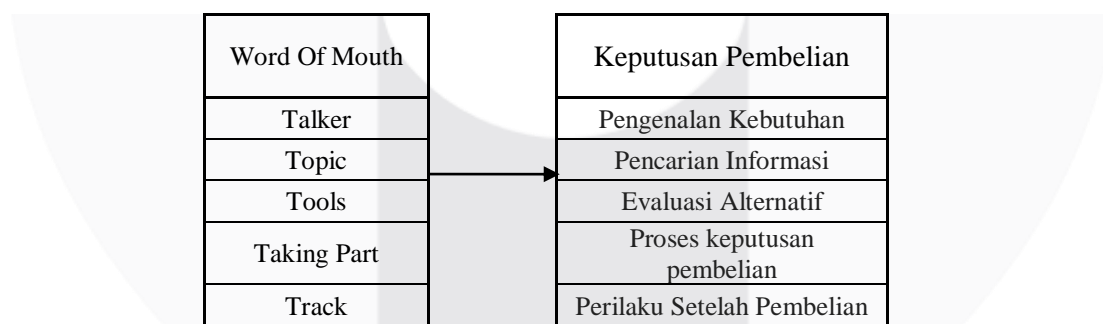 Word Of Mouth
Talker
Topic
Tools
Taking Part
Track
Keputusan Pembelian
Pengenalan Kebutuhan
Pencarian Informasi
Evaluasi Alternatif
Proses keputusan
pembelian
Perilaku Setelah Pembelian